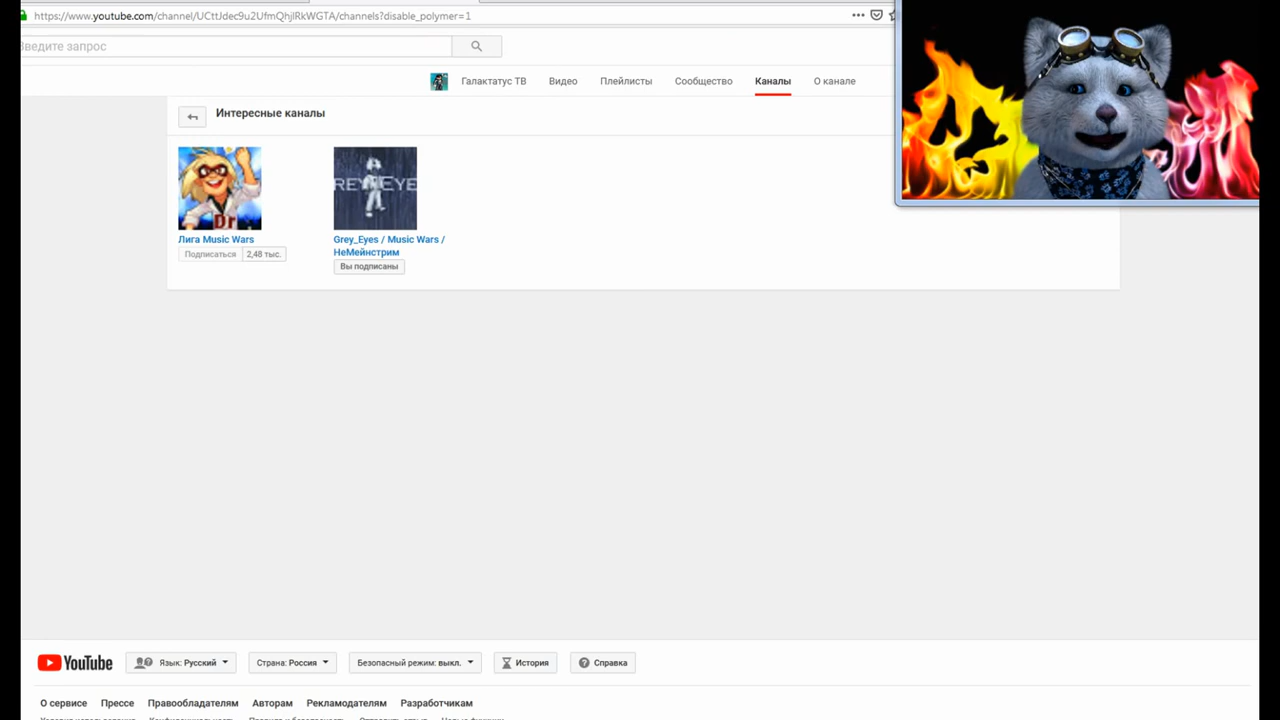 https://www.youtube.com/channel/UCttJdec9u2UfmQhjlRkWGTA/channels?disable_polymer=1
Введите запрос
Галактатус ТВ Видео Плейлисты Сообщество Каналы О канале
Интересные каналы
REY EYE
Dr
Лига Music Wars
Подписаться 2,48 тыс.
Grey_Eyes / Music Wars /
НеМейнстрим
Вы подписаны
YouTube Язык: Русский Страна: Россия Безопасный режим: выкл. История Справка
О сервисе Прессе Правообладателям Авторам Рекламодателям Разработчикам